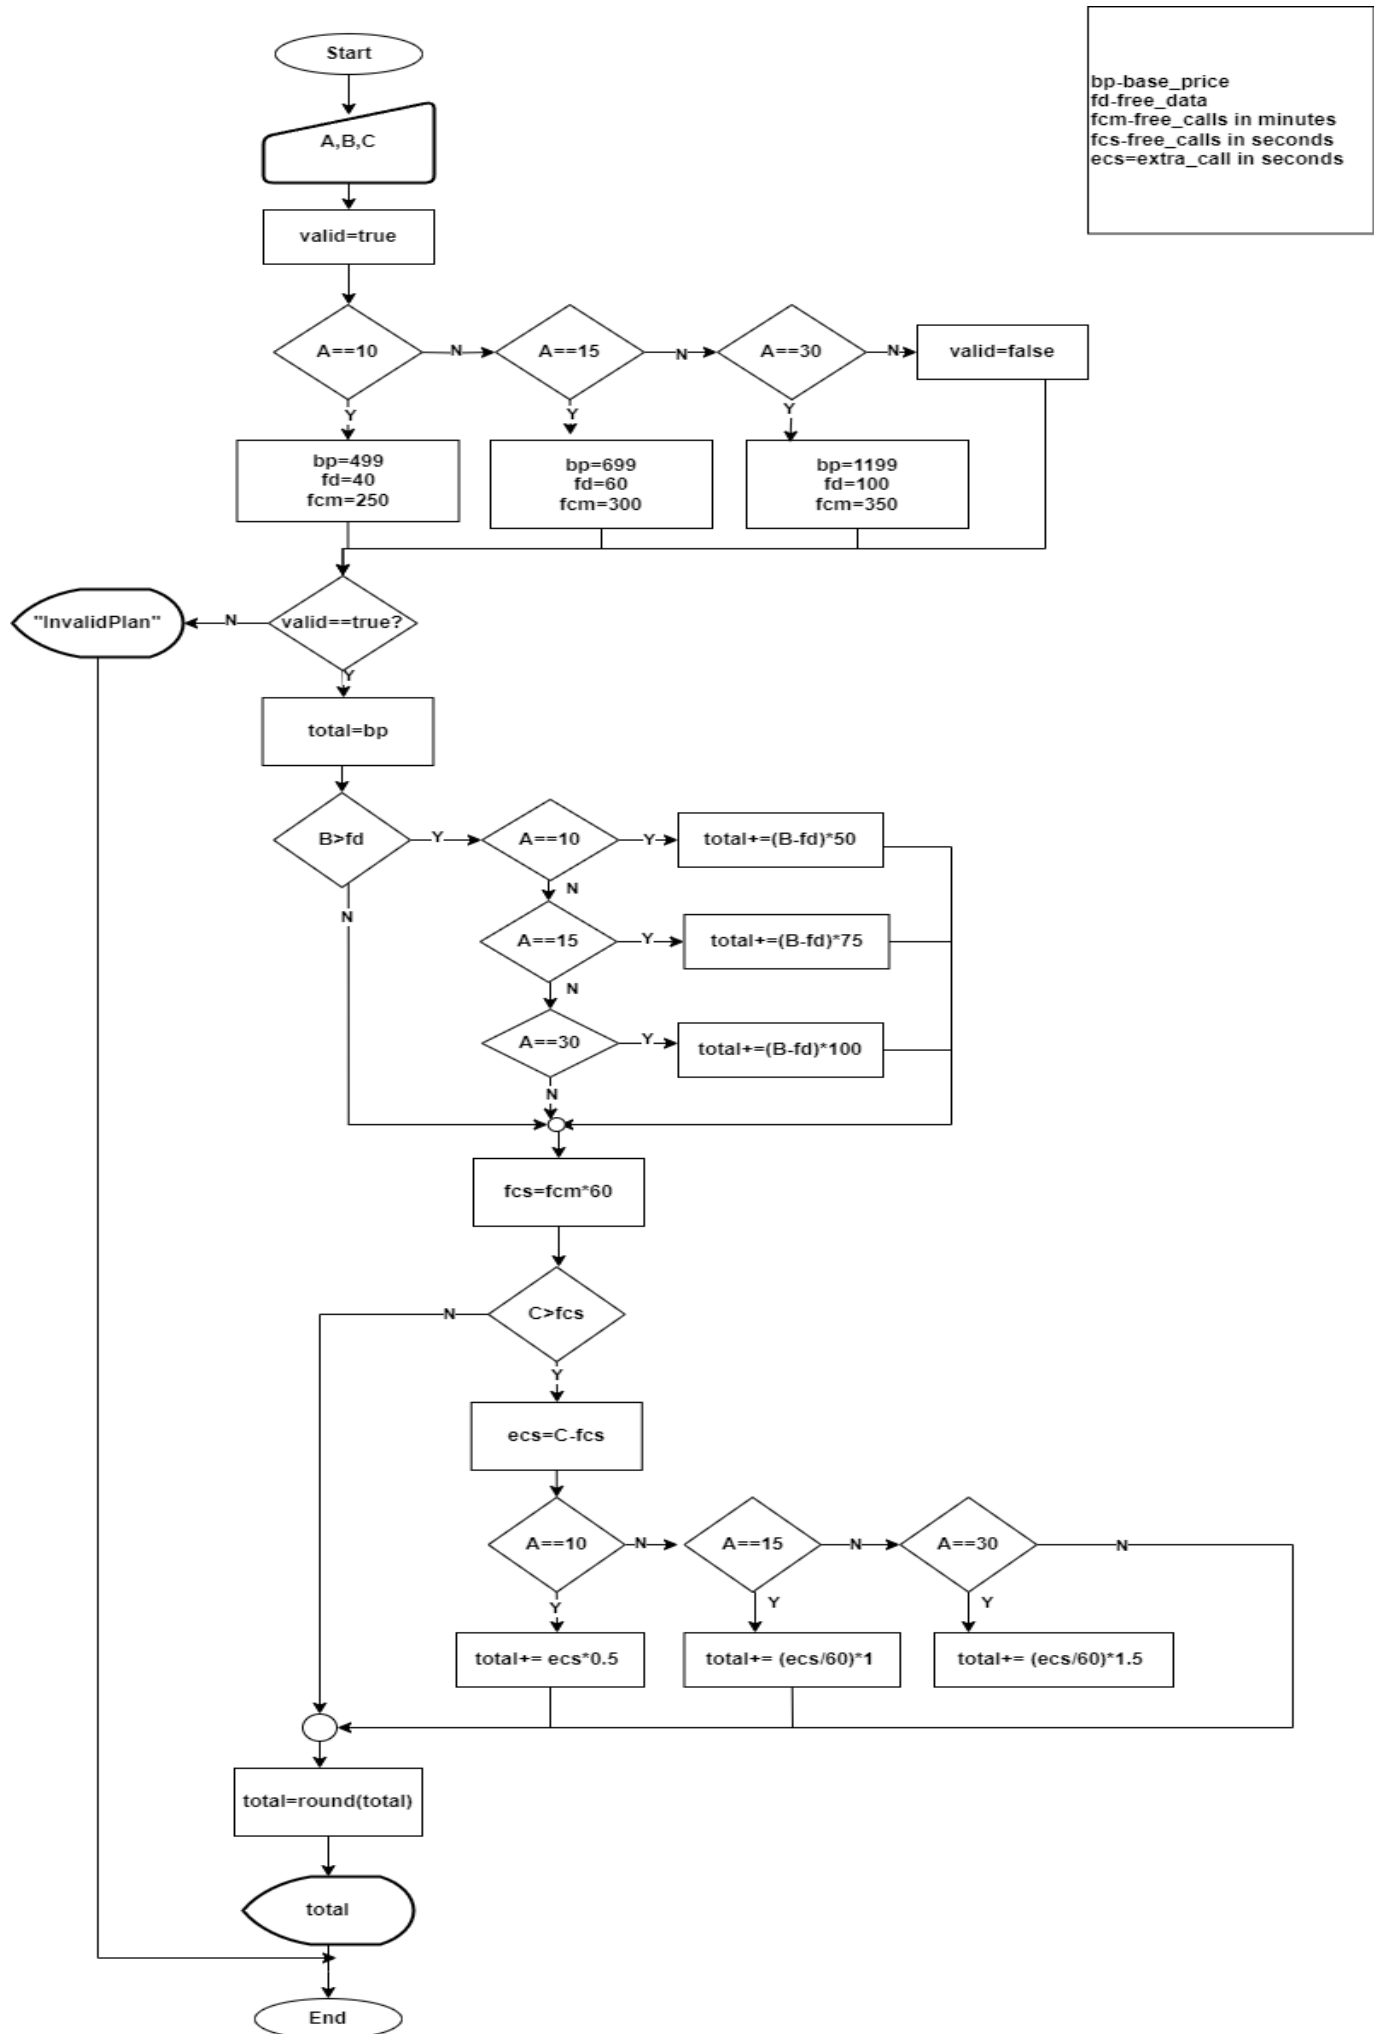 Start
bp-base_price
fd-free_data
fcm-free_calls in minutes
fcs-free_calls in seconds
ecs=extra_call in seconds
A,B,C
valid=true
A==10
N
A==15
N
A==30
N
valid=false
Y
Y
Y
bp=499
fd=40
fcm=250
bp=699
fd=60
fcm=300
bp=1199
fd=100
fcm=350
"InvalidPlan"
N
valid==true?
Y
total=bp
B>fd
Y
A==10
Y
total+=(B-fd)*50
N
N
A==15
Y
total+=(B-fd)*75
N
A==30
Y
total+=(B-fd)*100
N
fcs=fcm*60
N
C>fcs
Y
ecs=C-fcs
A==10
N
A==15
N
A==30
N
Y
Y
Y
total+= ecs*0.5
total+= (ecs/60)*1
total+= (ecs/60)*1.5
total=round(total)
total
End